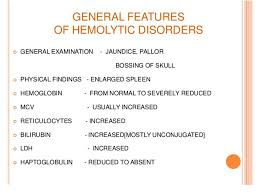 GENERAL FEATURES
OF HEMOLYTIC DISORDERS
GENERAL EXAMINATION - JAUNDICE, PALLOR
BOSSING OF SKULL
PHYSICAL FINDINGS - ENLARGED SPLEEN
HEMOGLOBIN - FROM NORMAL TO SEVERELY REDUCED
MCV - USUALLY INCREASED
RETICULOCYTES - INCREASED
BILIRUBIN - INCREASED[MOSTLY UNCONJUGATED]
LDH - INCREASED
HAPTOGLOBULIN - REDUCED TO ABSENT